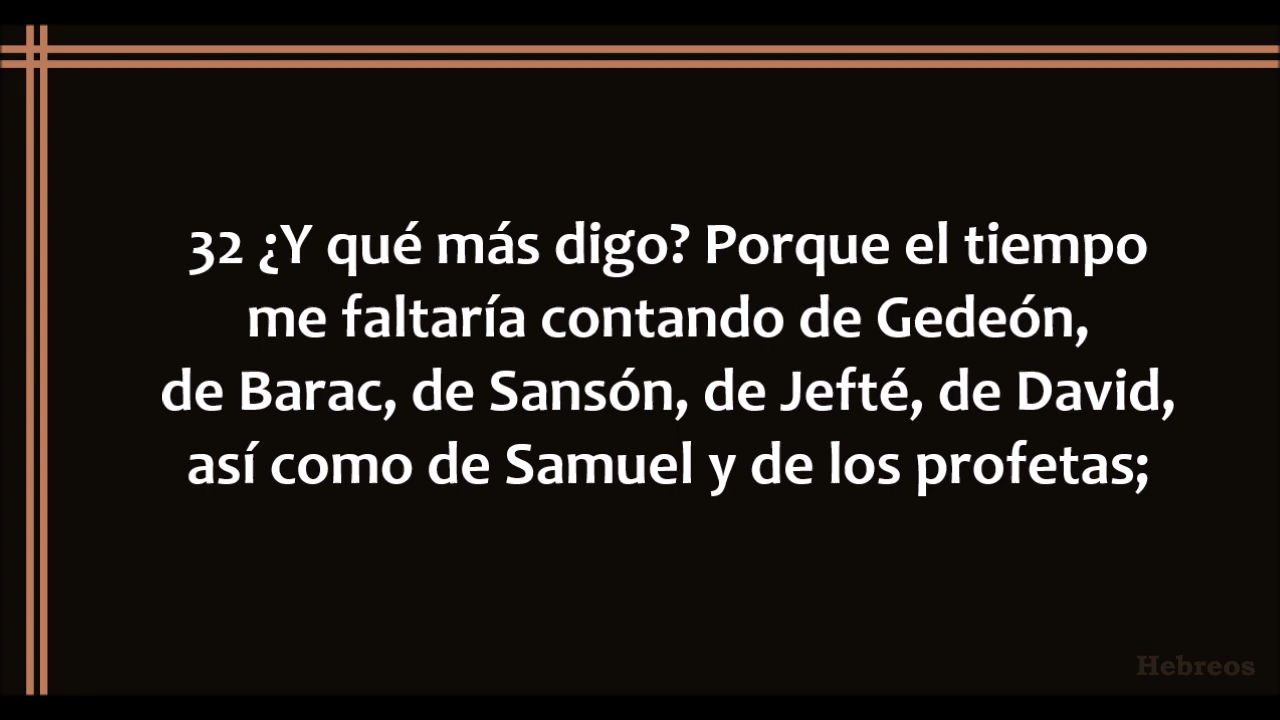 32 ¿Y qué más digo? Porque el tiempo
me faltaría contando de Gedeón,
de Barac, de Sansón, de Jefté, de David,
así como de Samuel y de los profetas;
Hebreos